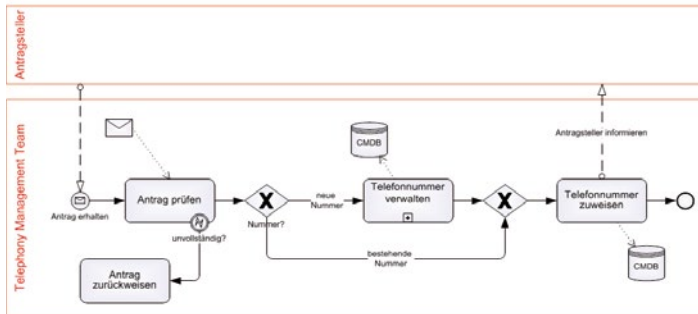 Antragsteller
Telephony Management Team
Antrag erhalten
Antrag prüfen
unvollständig?
Antrag
zurückweisen
Nummer?
neue
Nummer
bestehende
Nummer
CMDB
Telefonnummer
verwalten
Antragsteller informieren
Telefonnummer
zuweisen
CMDB